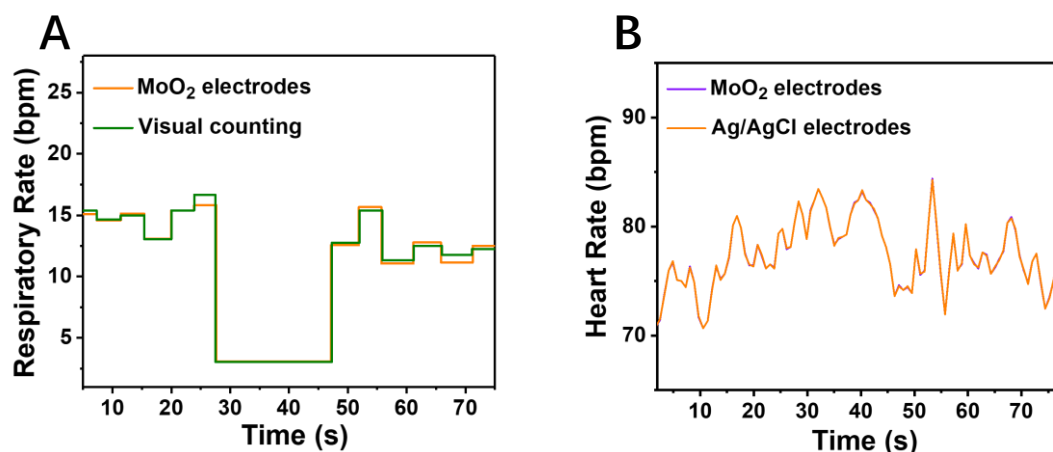 A
MoO₂ electrodes
Visual counting
Respiratory Rate (bpm)
25
20
15
10
5
10 20 30 40 50 60 70
Time (s)
B
MoO₂ electrodes
Ag/AgCl electrodes
Heart Rate (bpm)
90
80
70
10 20 30 40 50 60 70
Time (s)